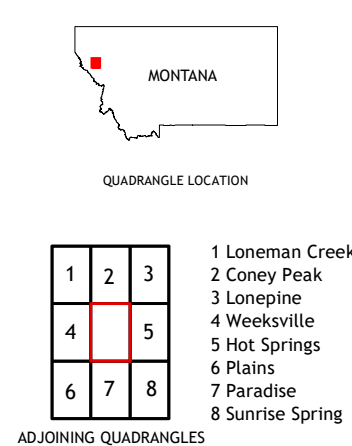 MONTANA
QUADRANGLE LOCATION
1 2 3
4 5
6 7 8
1 Loneman Creek
2 Coney Peak
3 Lonepine
4 Weeksville
5 Hot Springs
6 Plains
7 Paradise
8 Sunrise Spring
ADJOINING QUADRANGLES